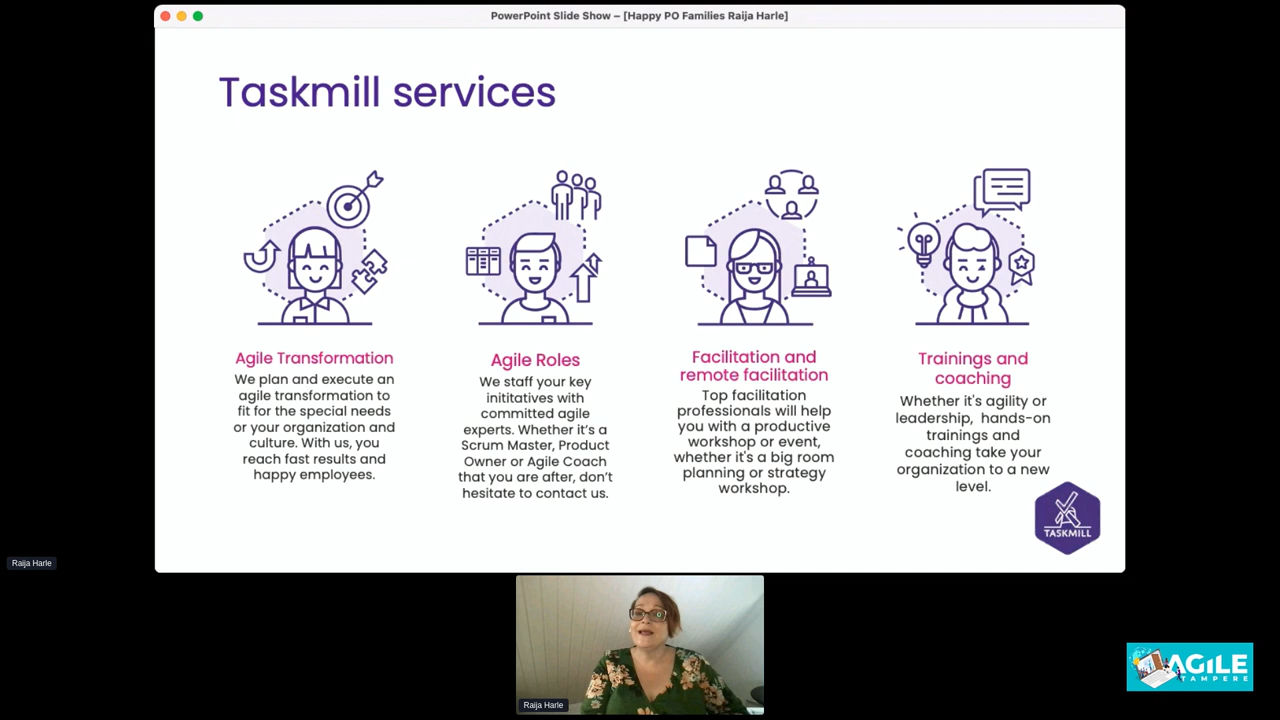 PowerPoint Slide Show – [Happy PO Families Raija Harle]
Taskmill services
Agile Transformation
We plan and execute an
agile transformation to
fit for the special needs
or your organization and
culture. With us, you
reach fast results and
happy employees.
Agile Roles
We staff your key
inititatives with
committed agile
experts. Whether it's a
Scrum Master, Product
Owner or Agile Coach
that you are after, don't
hesitate to contact us.
Facilitation and
remote facilitation
Top facilitation
professionals will help
you with a productive
workshop or event,
whether it's a big room
planning or strategy
workshop.
Trainings and
coaching
Whether it's agility or
leadership, hands-on
trainings and
coaching take your
organization to a new
level.
TASKMILL
Raija Harle
Raija Harle
AGILE
TAMPERE